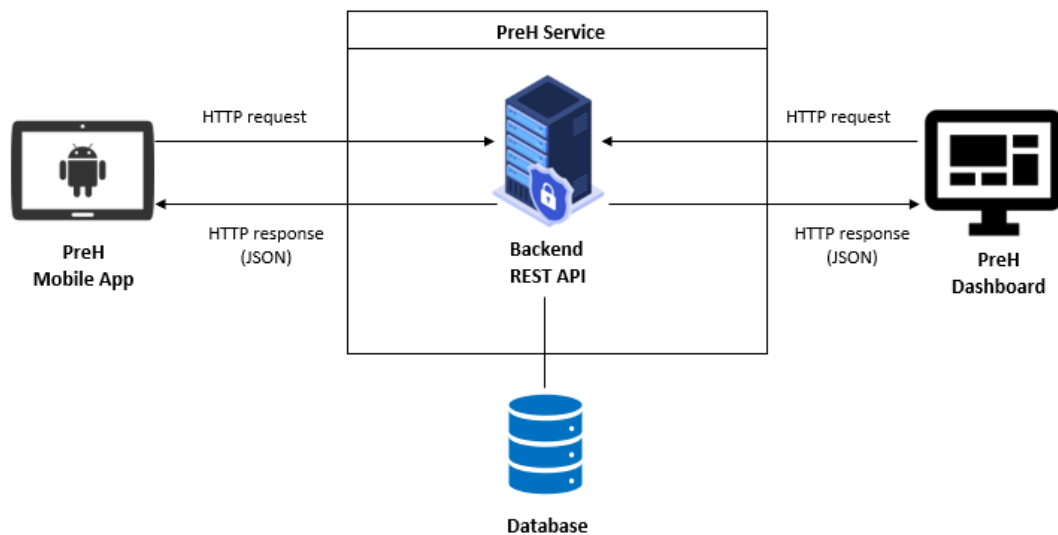 PreH Service
HTTP request
HTTP request
HTTP response
(JSON)
HTTP response
(JSON)
PreH
Mobile App
Backend
REST API
PreH
Dashboard
Database